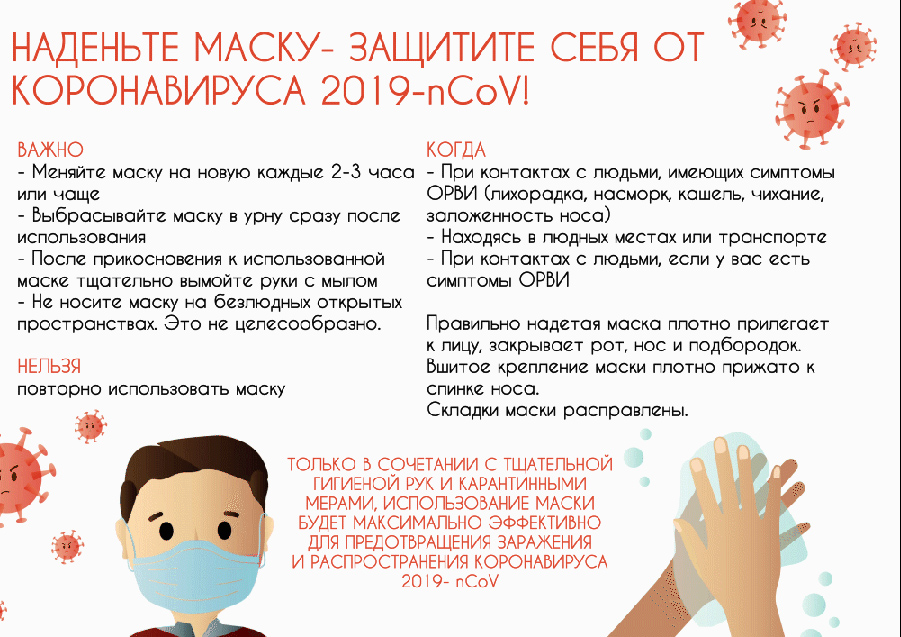 НАДЕНЬТЕ МАСКУ- ЗАЩИТИТЕ СЕБЯ ОТ
КОРОНАВИРУСА 2019-nCoV!
ВАЖНО
- Меняйте маску на новую каждые 2-3 часа
или чаще
- Выбрасывайте маску в урну сразу после
использования
- После прикосновения к использованной
маске тщательно вымойте руки с мылом
- Не носите маску на безлюдных открытых
пространствах. Это не целесообразно.
НЕЛЬЗЯ
повторно использовать маску
КОГДА
- При контактах с людьми, имеющих симптомы
ОРВИ (лихорадка, насморк, кашель, чихание,
заложенность носа)
- Находясь в людных местах или транспорте
- При контактах с людьми, если у вас есть
симптомы ОРВИ
Правильно надетая маска плотно прилегает
к лицу, закрывает рот, нос и подбородок.
Вшитое крепление маски плотно прижато к
спинке носа.
Складки маски расправлены.
ТОЛЬКО В СОЧЕТАНИИ С ТЩАТЕЛЬНОЙ
ГИГИЕНОЙ РУК И КАРАНТИННЫМИ
МЕРАМИ, ИСПОЛЬЗОВАНИЕ МАСКИ
БУДЕТ МАКСИМАЛЬНО ЭФФЕКТИВНО
ДЛЯ ПРЕДОТВРАЩЕНИЯ ЗАРАЖЕНИЯ
И РАСПРОСТРАНЕНИЯ КОРОНАВИРУСА
2019- nCoV